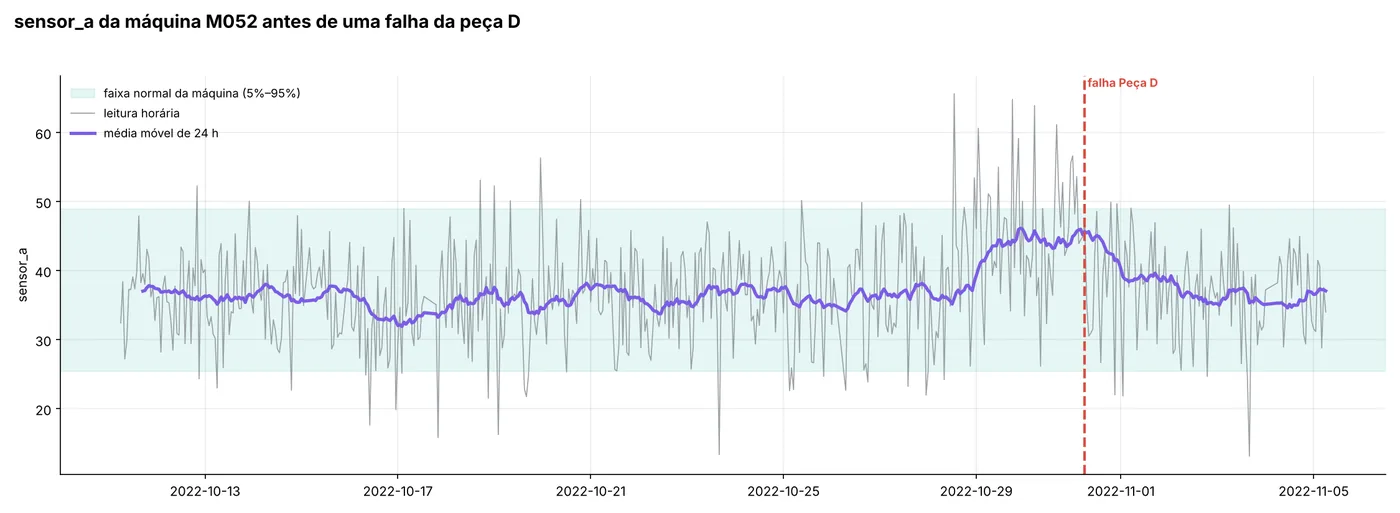 sensor_a da máquina M052 antes de uma falha da peça D
falha Peça D
faixa normal da máquina (5%–95%)
leitura horária
média móvel de 24 h
sensor_a
60
50
40
30
20
2022-10-13
2022-10-17
2022-10-21
2022-10-25
2022-10-29
2022-11-01
2022-11-05